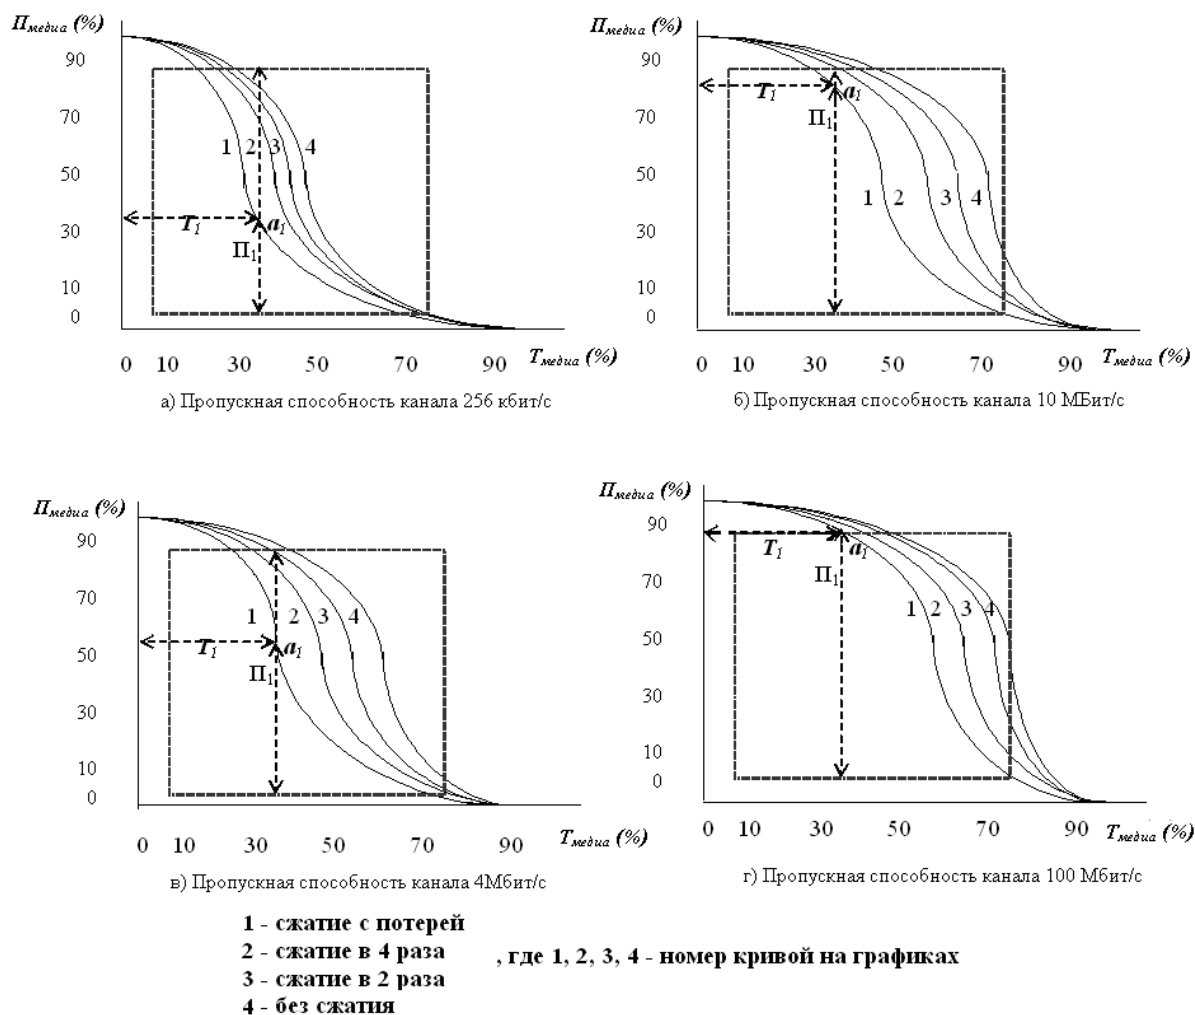 Пмедиа (%)
90
70
50
30
10
0
1 2 3 4
T1
a1
П1
0 10 30 50 70 90 Tмедиа (%)
а) Пропускная способность канала 256 кбит/с
Пмедиа (%)
90
70
50
30
10
0
T1
a1
П1
1 2 3 4
0 10 30 50 70 90 Tмедиа (%)
б) Пропускная способность канала 10 МБит/с
Пмедиа (%)
90
70
50
30
10
0
1 2 3 4
T1
a1
П1
0 10 30 50 70 90 Tмедиа (%)
в) Пропускная способность канала 4Мбит/с
Пмедиа (%)
90
70
50
30
10
0
T1
a1
П1
1 2 3 4
0 10 30 50 70 90 Tмедиа (%)
г) Пропускная способность канала 100 Мбит/с
1 - сжатие с потерей
2 - сжатие в 4 раза
, где 1, 2, 3, 4 - номер кривой на графиках
3 - сжатие в 2 раза
4 - без сжатия